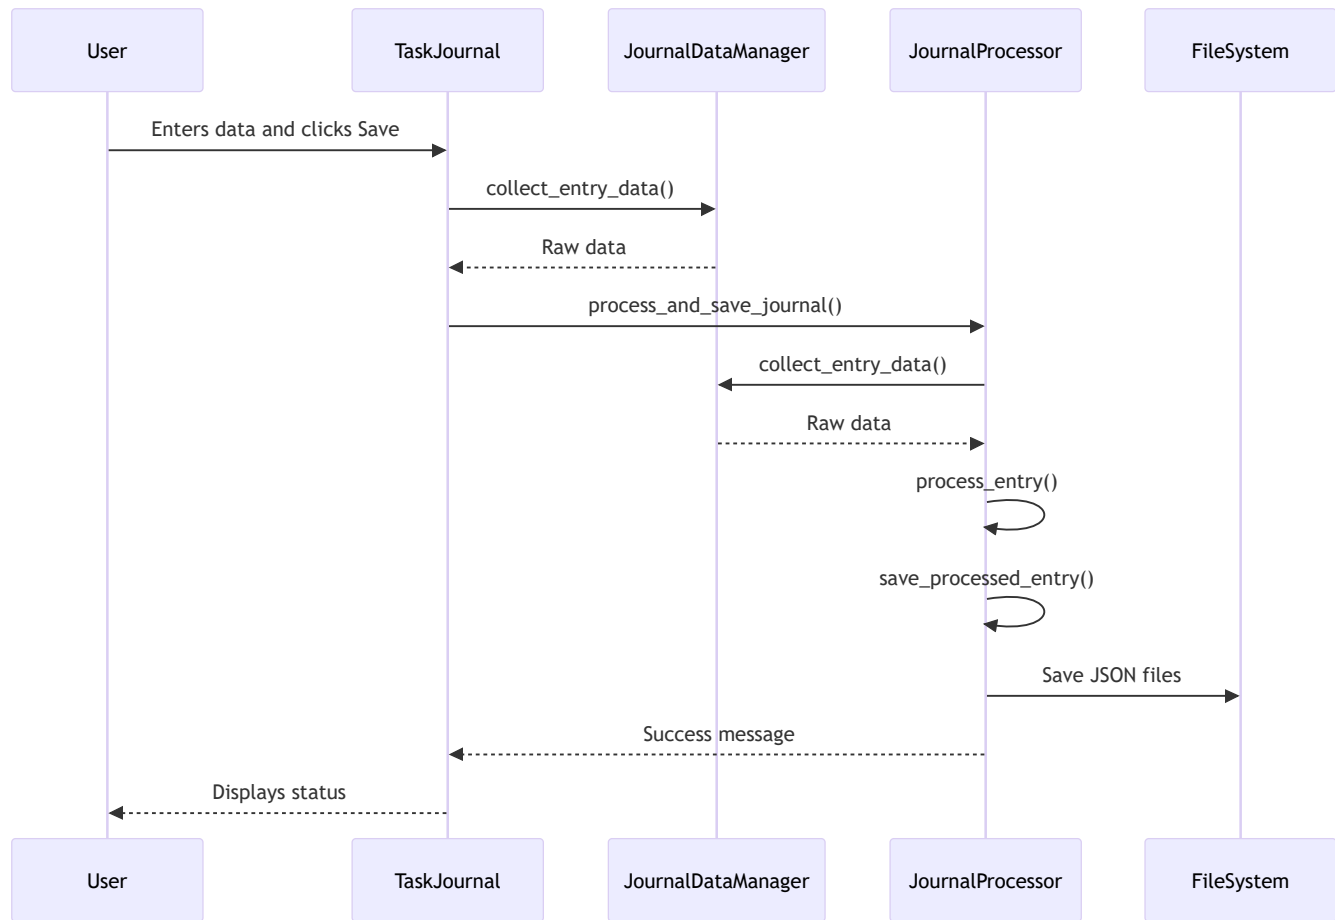 User
TaskJournal
JournalDataManager
JournalProcessor
FileSystem
Enters data and clicks Save
collect_entry_data()
Raw data
process_and_save_journal()
collect_entry_data()
Raw data
process_entry()
save_processed_entry()
Save JSON files
Success message
Displays status
User
TaskJournal
JournalDataManager
JournalProcessor
FileSystem